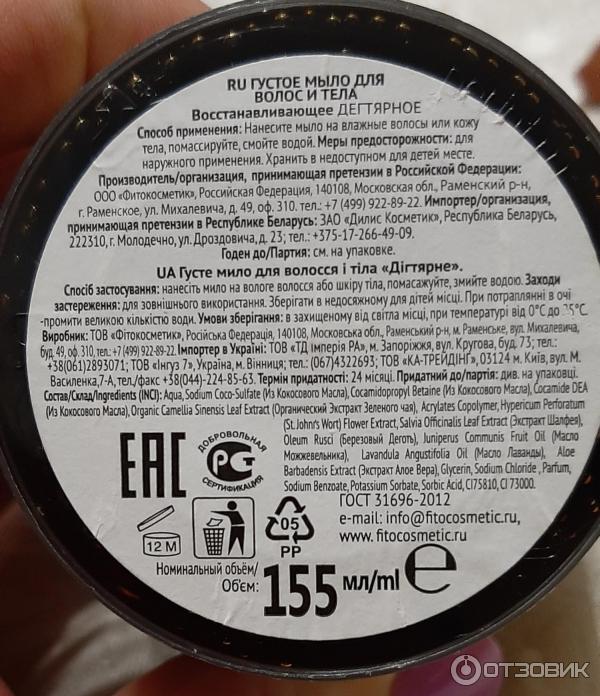 RU ГУСТОЕ МЫЛО ДЛЯ
ВОЛОС И ТЕЛА
Восстанавливающее ДЕГТЯРНОЕ
Способ применения: Нанесите мыло на влажные волосы или кожу
тела, помассируйте, смойте водой. Меры предосторожности: для
наружного применения. Хранить в недоступном для детей месте.
Производитель/организация, принимающая претензии в Российской Федерации:
ООО «Фитокосметик», Российская Федерация, 140108, Московская обл., Раменский р-н,
г. Раменское, ул. Михалевича, д. 49, оф. 310. тел.: +7 (499) 922-89-22. Импортер/организация,
принимающая претензии в Республике Беларусь: ЗАО «Дилис Косметик», Республика Беларусь,
222310, г. Молодечно, ул. Дроздовича, д. 23; тел.: +375-17-266-49-09.
Годен до/Партия: см. на упаковке.
UA Густе мило для волосся і тіла «Дігтярне».
Спосіб застосування: нанесіть мило на вологе волосся або шкіру тіла, помасажуйте, змийте водою. Заходи
застереження: для зовнішнього використання. Зберігати в недосяжному для дітей місці. При потраплянні в очі
-промити великою кількістю води. Умови зберігання: в захищеному від світла місці, при температурі від 0°С до 25°С.
Виробник: ТОВ «Фітокосметік», Російська Федерація, 140108, Московська обл., Раменський р-н, м. Раменське, вул. Михалевича,
буд. 49, оф.310, тел.:+7 (499) 922-89-22. Імпортер в Україні: ТОВ «ТД імперія РА», м. Запоріжжя, вул. Кругова, буд. 73; тел.:
+38(061)2893071; ТОВ «Інгуз 7», Україна, м. Вінниця; тел.: (067)4322693; ТОВ «КА-ТРЕЙДІНГ», 03124 м. Київ, вул. М.
Василенка,7-А, тел./факс +38(044)-224-85-63. Термін придатності: 24 місяці. Придатний до/партія: див. на упаковці.
Состав/Склад/Ingredients (INCI): Aqua, Sodium Coco-Sulfate (Из Кокосового Масла), Cocamidopropyl Betaine (Из Кокосового Масла), Cocamide DEA
(Из Кокосового Масла), Organic Camellia Sinensis Leaf Extract (Органический Экстракт Зеленого чая), Acrylates Copolymer, Hypericum Perforatum
(St. John's Wort) Flower Extract, Salvia Officinalis Leaf Extract (Экстракт Шалфея),
Oleum Rusci (Березовый Деготь), Juniperus Communis Fruit Oil (Масло
Можжевельника), Lavandula Angustifolia Oil (Масло Лаванды), Aloe
Barbadensis Extract (Экстракт Алое Вера), Glycerin, Sodium Chloride , Parfum,
Sodium Benzoate, Potassium Sorbate, Sorbic Acid, CI75810, CI 73000.
ЕАС
ДОБРОВОЛЬНАЯ
РСТ
СЕРТИФИКАЦИЯ
ГОСТ 31696-2012
e-mail: info@fitocosmetic.ru,
www.fitocosmetic.ru.
12 M
05
PP
Номинальный объём/
Об'єм:
155 мл/ml e
ОТЗОВИК